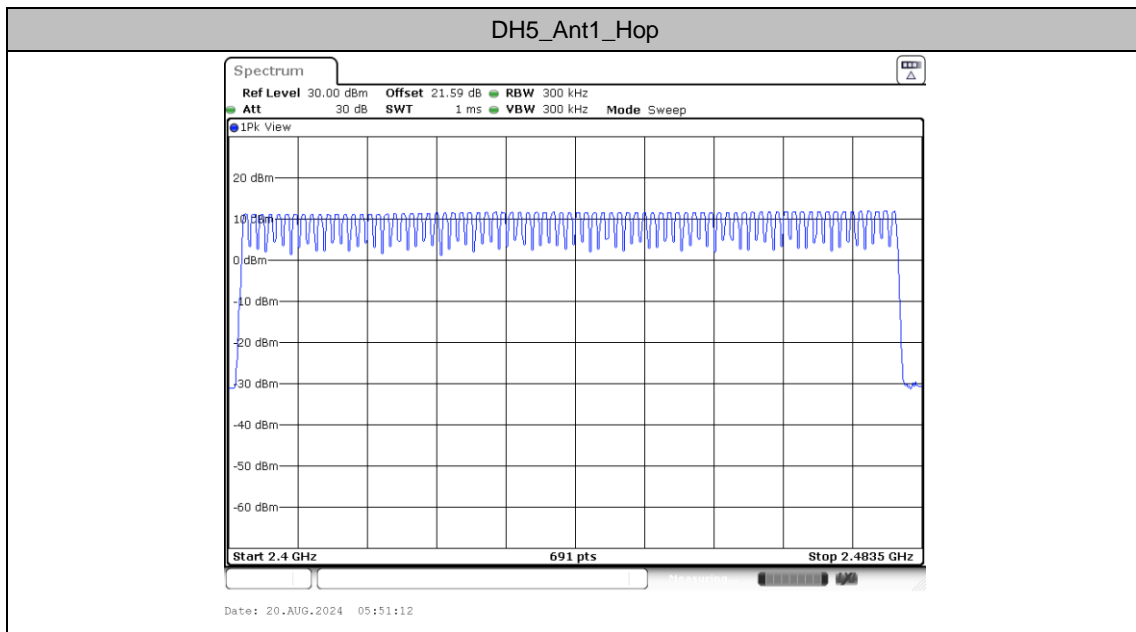 DH5_Ant1_Hop
Spectrum
Ref Level 30.00 dBm Offset 21.59 dB RBW 300 kHz
Att 30 dB SWT 1 ms VBW 300 kHz Mode Sweep
1Pk View
20 dBm
10 dBm
0 dBm
-10 dBm
-20 dBm
-30 dBm
-40 dBm
-50 dBm
-60 dBm
Start 2.4 GHz 691 pts Stop 2.4835 GHz
Measuring...
Date: 20.AUG.2024 05:51:12